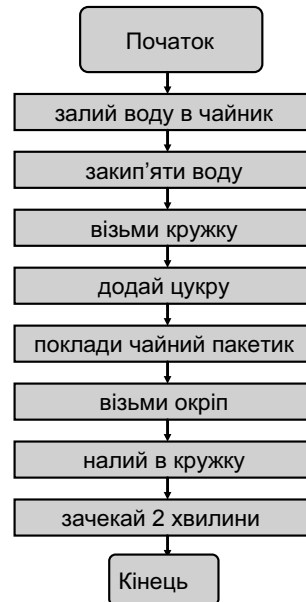 Початок
залий воду в чайник
закип’яти воду
візьми кружку
додай цукру
поклади чайний пакетик
візьми окріп
налий в кружку
зачекай 2 хвилини
Кінець